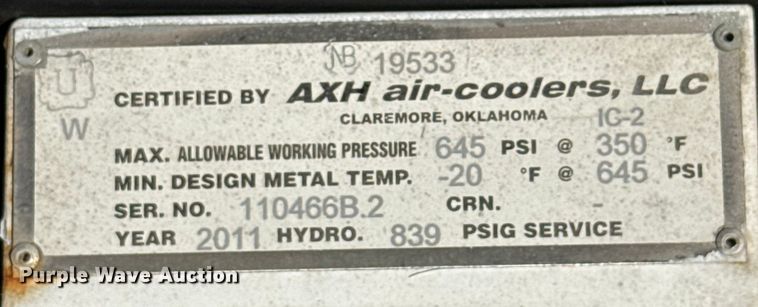 NB 19533
U
W
CERTIFIED BY AXH air-coolers, LLC
CLAREMORE, OKLAHOMA IC-2
MAX. ALLOWABLE WORKING PRESSURE 645 PSI @ 350 °F
MIN. DESIGN METAL TEMP. -20 °F @ 645 PSI
SER. NO. 110466B.2 CRN. -
YEAR 2011 HYDRO. 839 PSIG SERVICE
Purple Wave Auction